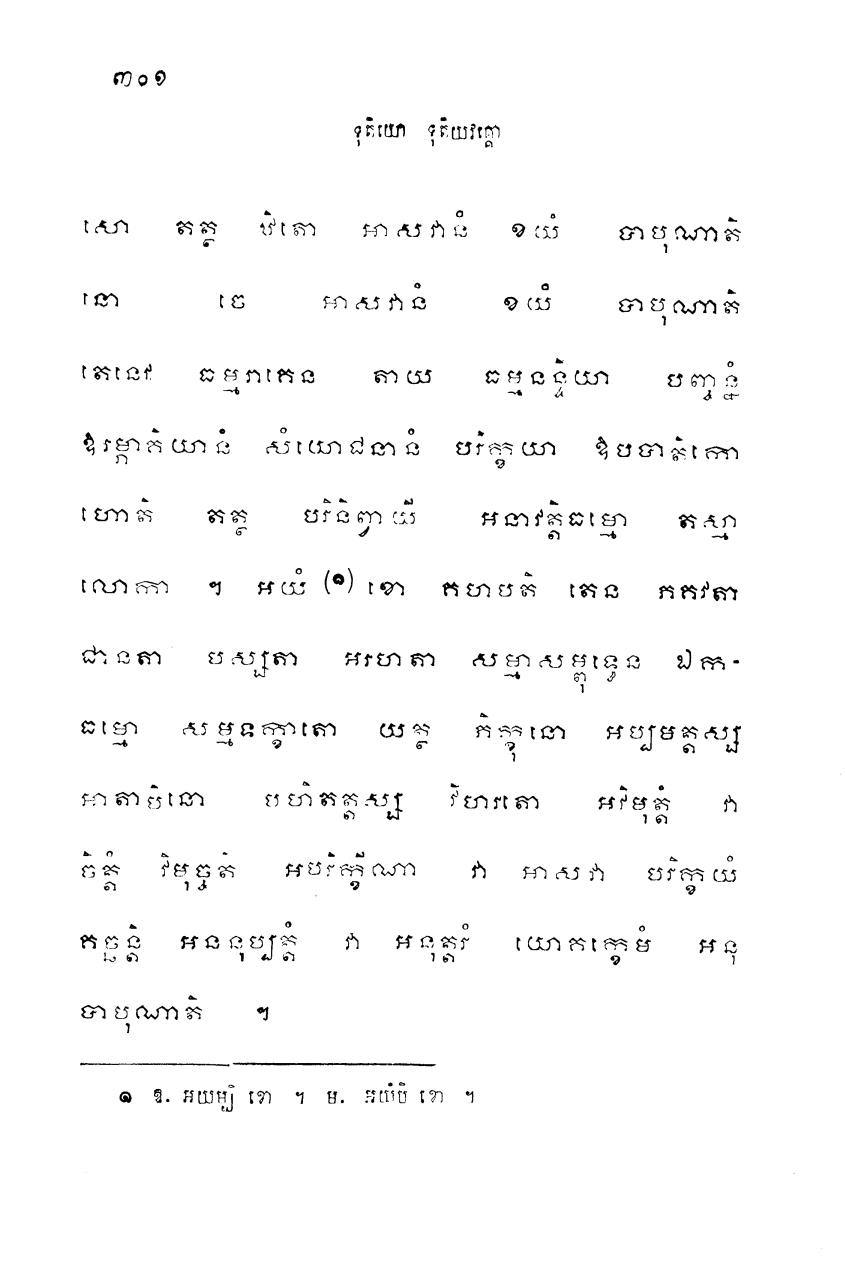 ៣០១
ទុតិយោ ទុតិយវគ្គោ
សោ តត្ថ ឋិតោ អាសវានំ ខយំ បាបុណាតិ
នោ ចេ អាសវានំ ខយំ បាបុណាតិ
តេនេវ ធម្មរាគេន តាយ ធម្មនន្ទិយា បញ្ចន្នំ
ឱរម្ភាគិយានំ សំយោជនានំ បរិក្ខយា ឱបបាតិកោ
ហោតិ តត្ថ បរិនិព្វាយី អនាវត្តិធម្មោ តស្មា
លោកា ។ អយំ (១) ខោ គហបតិ តេន ភគវតា
ជានតា បស្សតា អរហតា សម្មាសម្ពុទ្ធេន ឯក-
ធម្មោ សម្មទក្ខាតោ យត្ថ ភិក្ខុនោ អប្បមត្តស្ស
អាតាបិនោ បហិតត្តស្ស វិហរតោ អវិមុត្តំ វា
ចិត្តំ វិមុច្ចតិ អបរិក្ខីណា វា អាសវា បរិក្ខយំ
គច្ឆន្តិ អននុប្បត្តំ វា អនុត្តរំ យោគក្ខេមំ អនុ
បាបុណាតិ ។
១ ឱ. អយម្បិ ខោ ។ ម. អយំបិ ខោ ។